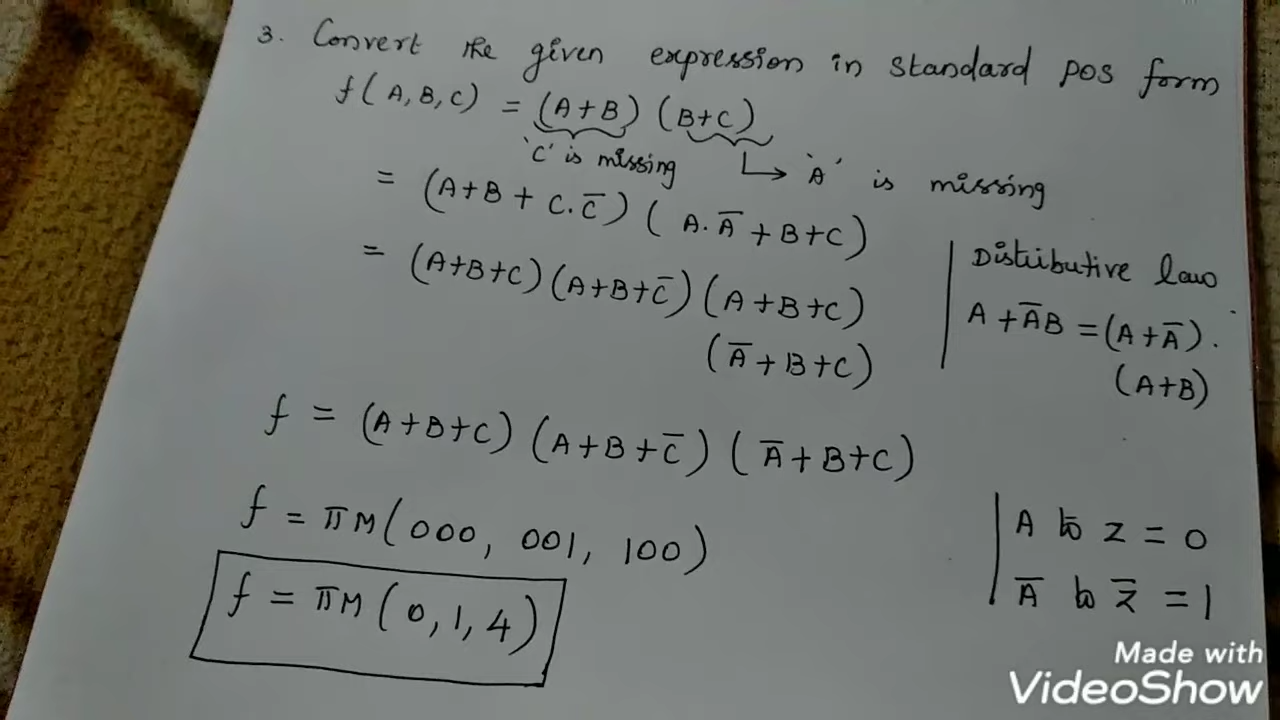 3. Convert the given expression in standard POS form
f(A, B, C) = (A+B) (B+C)
'C' is missing → 'A' is missing
= (A+B + C.C̅) ( A.A̅ + B+C)
= (A+B+C) (A+B+C̅) (A+B+C)
(A̅+B+C)
Distributive law
A + A̅B = (A+A̅).
(A+B)
f = (A+B+C) (A+B+C̅) (A̅+B+C)
f = πM(000, 001, 100)
f = πM(0,1,4)
A to z = 0
A̅ to z̅ = 1
Made with
VideoShow